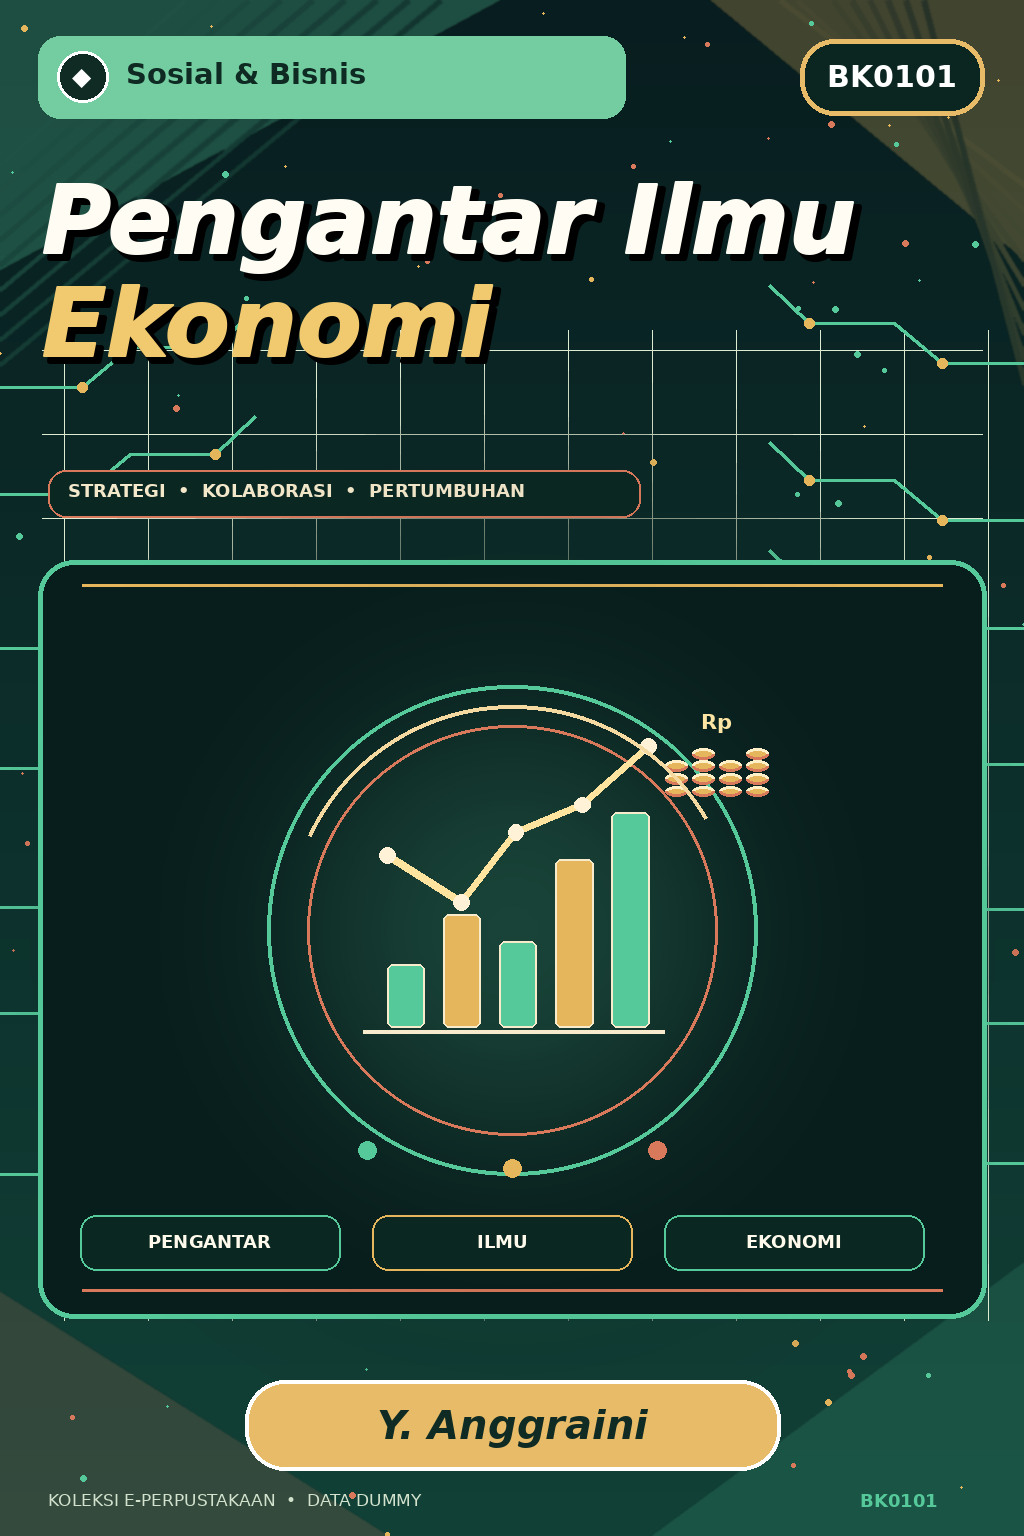 Sosial & Bisnis
BK0101
Pengantar Ilmu
Ekonomi
STRATEGI • KOLABORASI • PERTUMBUHAN
Rp
PENGANTAR
ILMU
EKONOMI
Y. Anggraini
KOLEKSI E-PERPUSTAKAAN • DATA DUMMY
BK0101